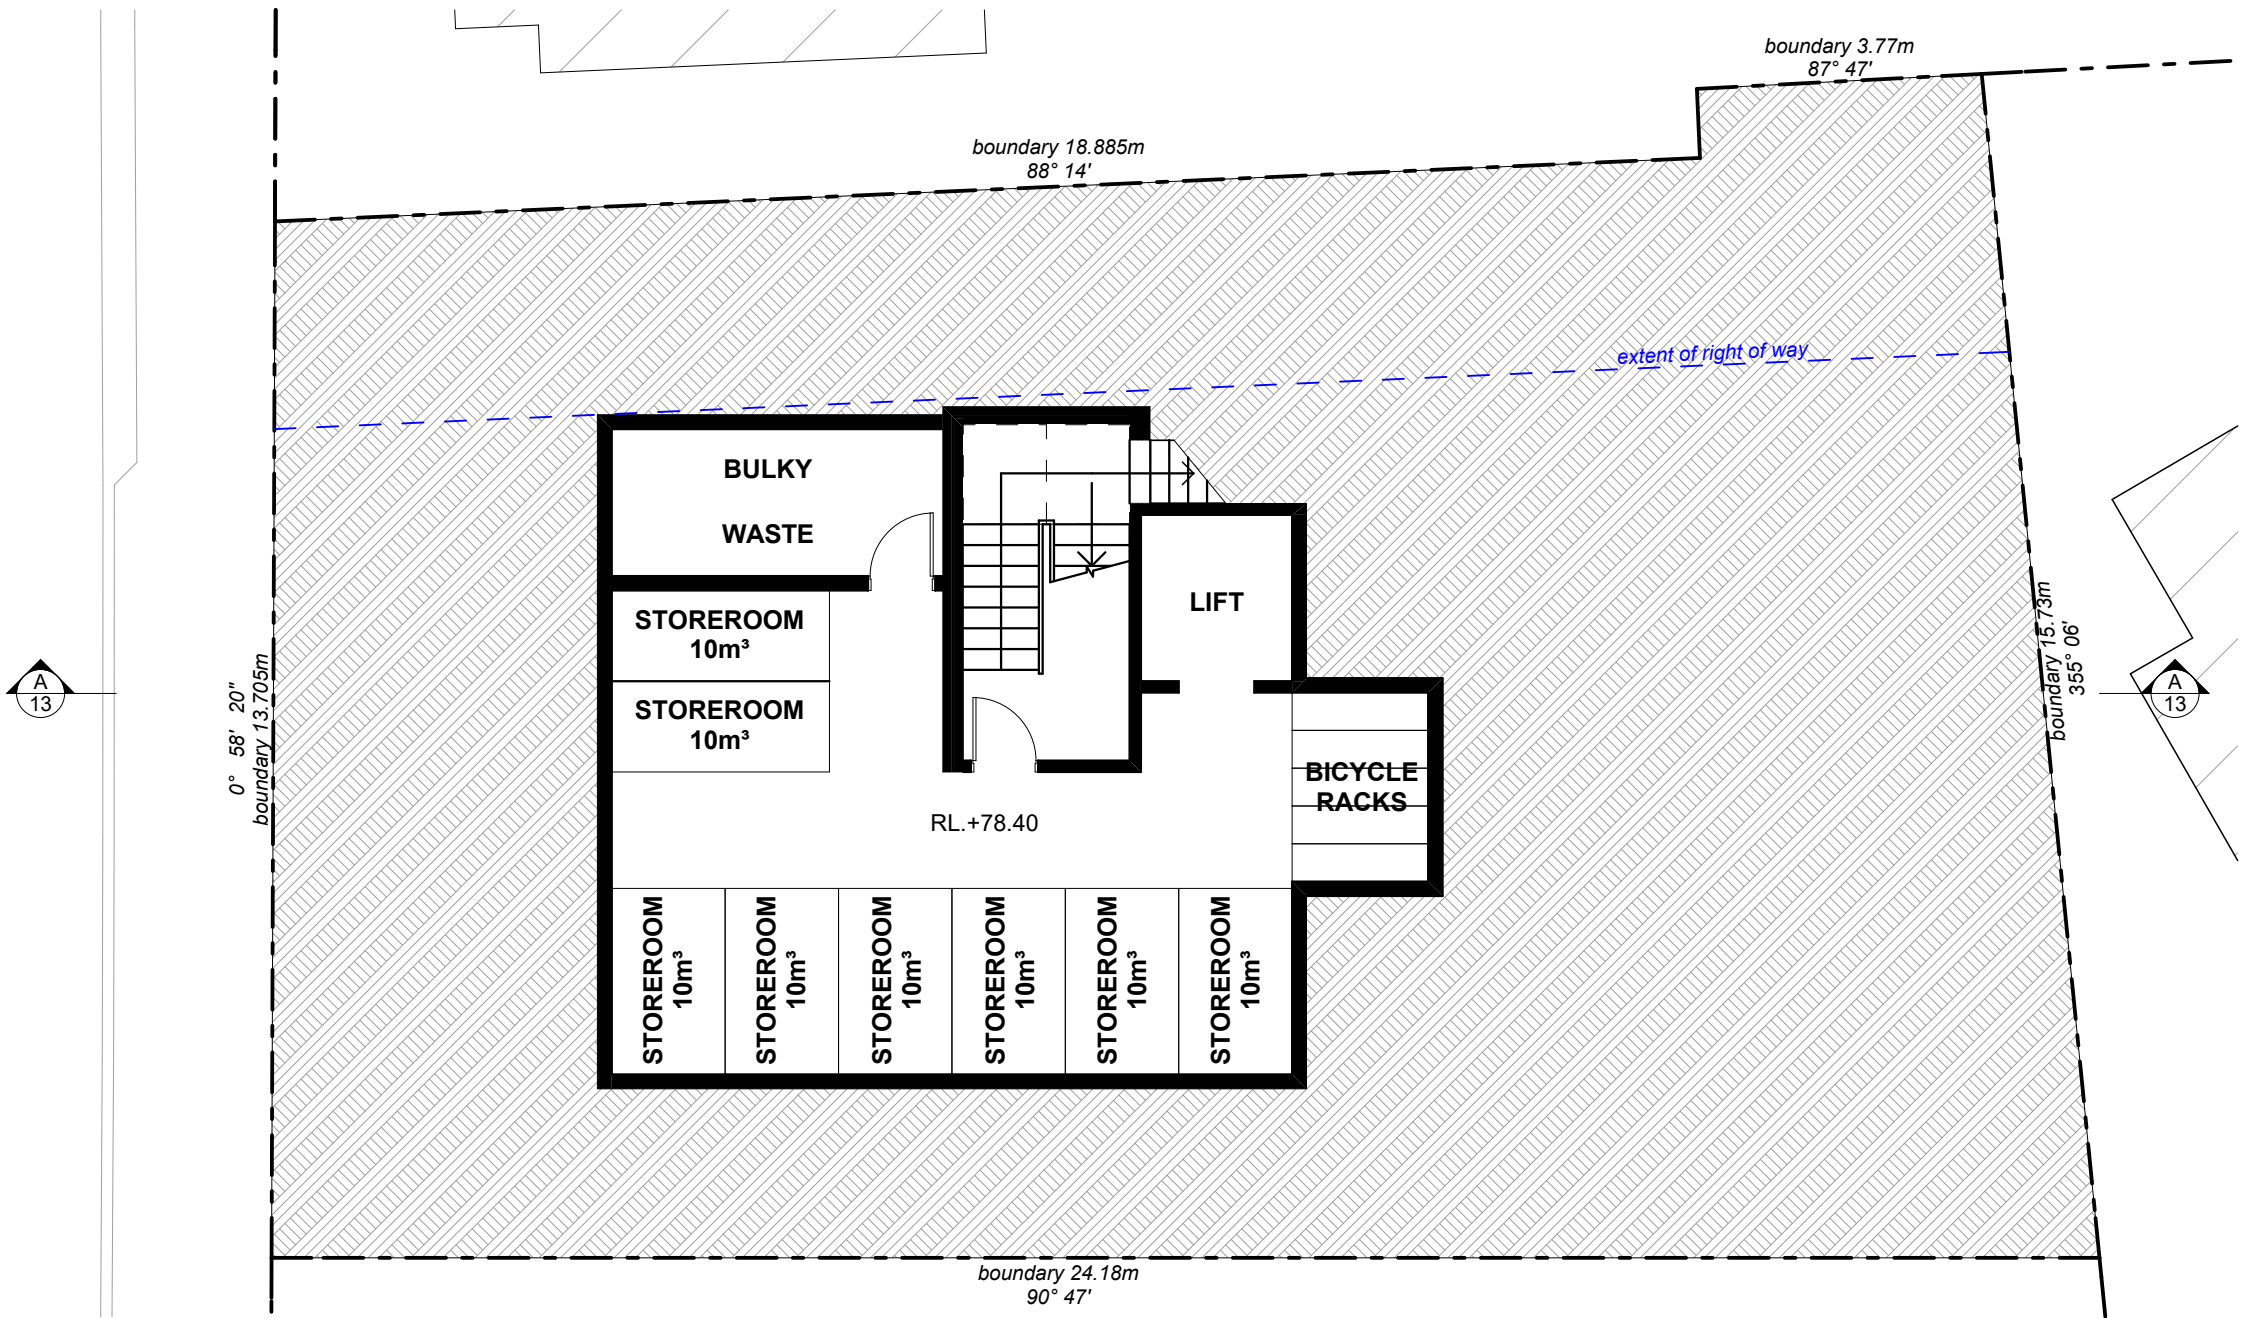 boundary 3.77m
87° 47'
boundary 18.885m
88° 14'
extent of right of way
BULKY
WASTE
LIFT
STOREROOM
10m³
STOREROOM
10m³
A
13
0° 58' 20"
boundary 13.705m
boundary 15.73m
355° 06'
A
13
BICYCLE
RACKS
RL.+78.40
STOREROOM
10m³
STOREROOM
10m³
STOREROOM
10m³
STOREROOM
10m³
STOREROOM
10m³
STOREROOM
10m³
boundary 24.18m
90° 47'